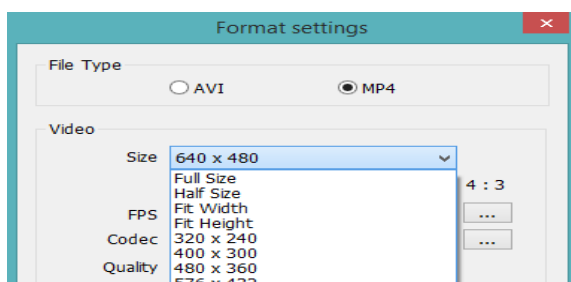 Format settings
File Type
AVI MP4
Video
Size 640 x 480
Full Size
4 : 3
Half Size
Fit Width
FPS ...
Fit Height
Codec 320 x 240 ...
400 x 300
Quality 480 x 360